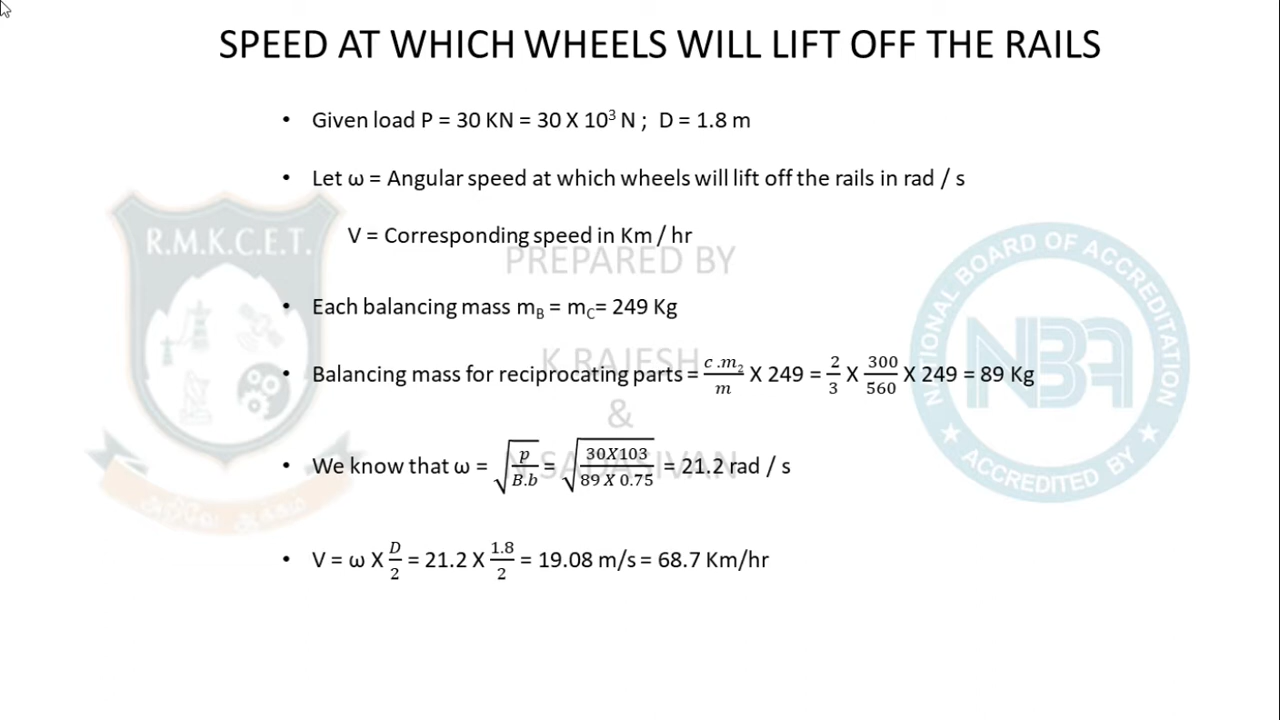 SPEED AT WHICH WHEELS WILL LIFT OFF THE RAILS
• Given load P = 30 KN = 30 X 10³ N ; D = 1.8 m
• Let ω = Angular speed at which wheels will lift off the rails in rad / s
R.M.K.C.E.T.
V = Corresponding speed in Km / hr
PREPARED BY
NATIONAL BOARD OF ACCREDITATION
NBA
ACCREDITED BY
• Each balancing mass m_B = m_C= 249 Kg
K RAJESH
• Balancing mass for reciprocating parts = c .m₂/m X 249 = 2/3 X 300/560 X 249 = 89 Kg
&
N SADASIVAN
• We know that ω = √(p/B.b) = √(30X103/89 X 0.75) = 21.2 rad / s
• V = ω X D/2 = 21.2 X 1.8/2 = 19.08 m/s = 68.7 Km/hr